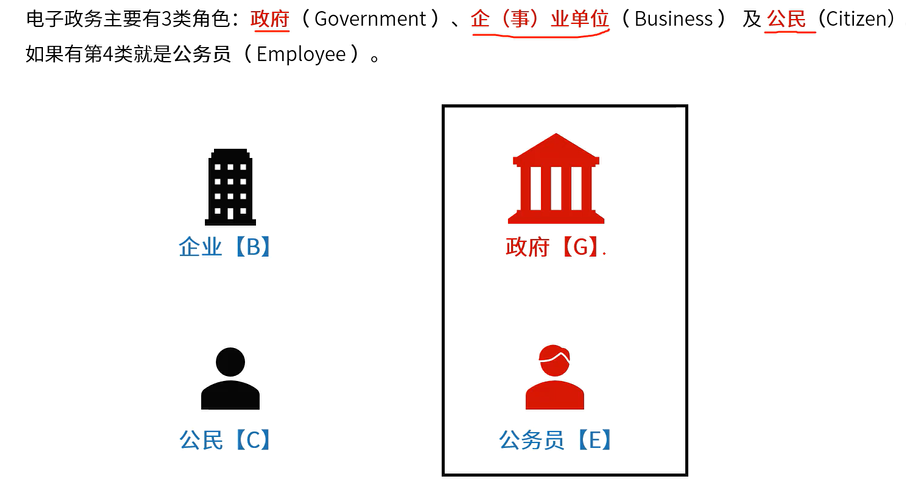 电子政务主要有3类角色：政府（ Government ）、企（事）业单位（ Business ） 及 公民（Citizen）
如果有第4类就是公务员（ Employee ）。
企业【B】
政府【G】.
公民【C】
公务员【E】